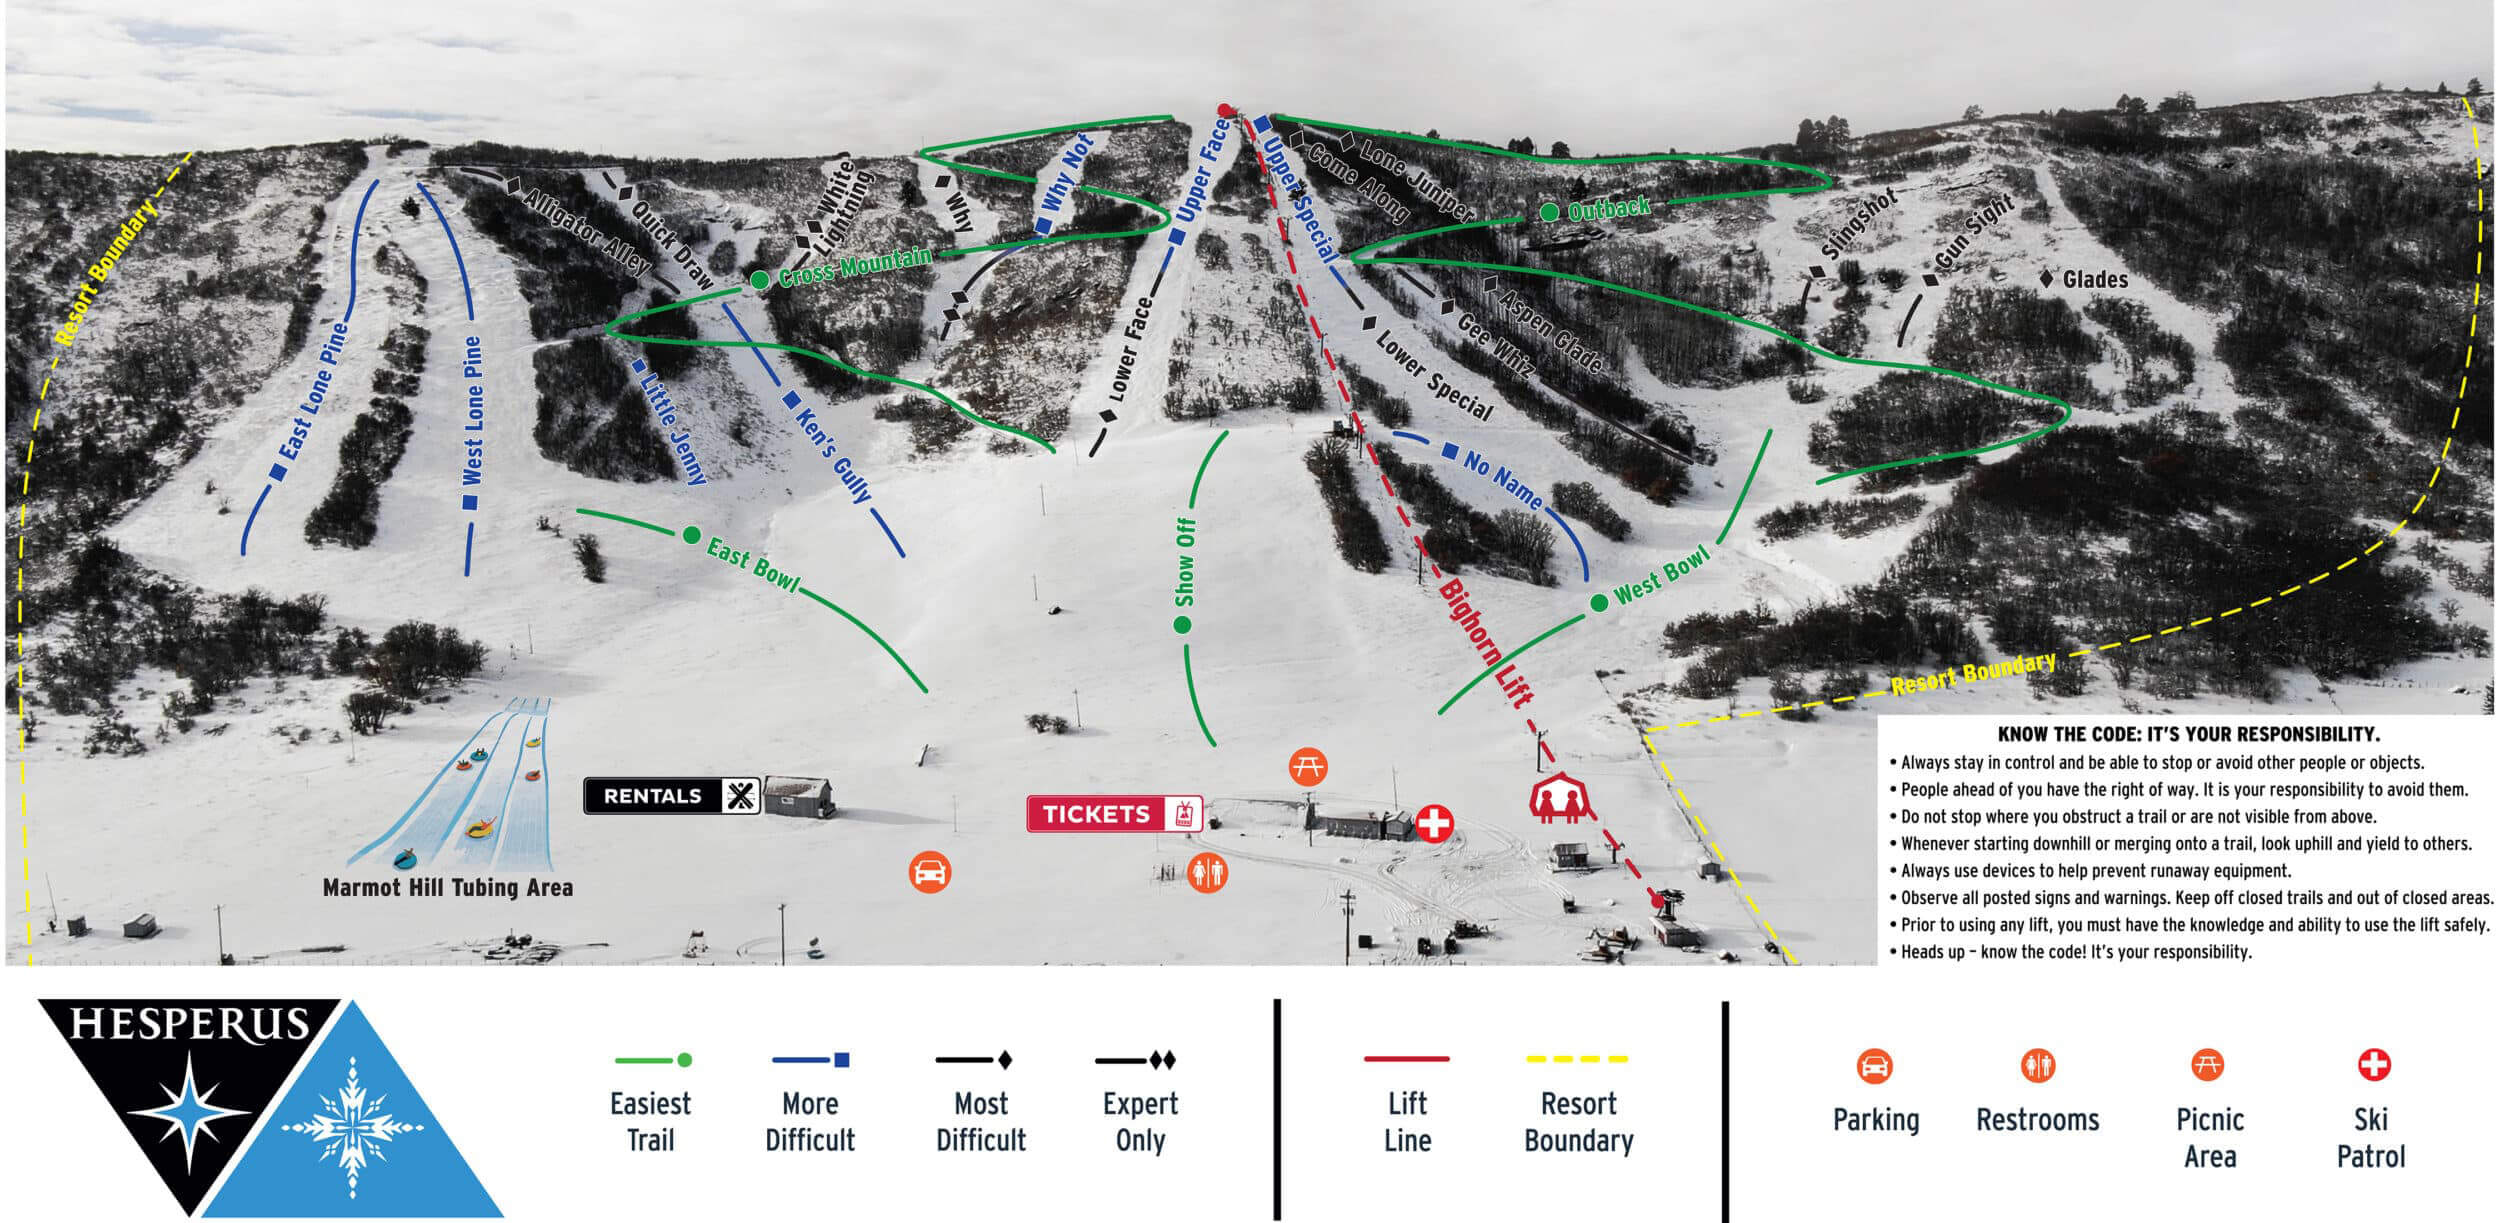 Why Not
Upper Face
White
Lightning
Why
Upper Special
Come Along
Lone Juniper
Alligator Alley
Quick Draw
Outback
Slingshot
Gun Sight
Glades
Resort Boundary
Cross Mountain
East Lone Pine
West Lone Pine
Little Jenny
Ken's Gully
Lower Face
Lower Special
Gee Whiz
Aspen Glade
No Name
East Bowl
Show Off
West Bowl
Bighorn Lift
Resort Boundary
RENTALS
TICKETS
Marmot Hill Tubing Area
KNOW THE CODE: IT'S YOUR RESPONSIBILITY.
• Always stay in control and be able to stop or avoid other people or objects.
• People ahead of you have the right of way. It is your responsibility to avoid them.
• Do not stop where you obstruct a trail or are not visible from above.
• Whenever starting downhill or merging onto a trail, look uphill and yield to others.
• Always use devices to help prevent runaway equipment.
• Observe all posted signs and warnings. Keep off closed trails and out of closed areas.
• Prior to using any lift, you must have the knowledge and ability to use the lift safely.
• Heads up – know the code! It's your responsibility.
HESPERUS
Easiest
Trail
More
Difficult
Most
Difficult
Expert
Only
Lift
Line
Resort
Boundary
Parking
Restrooms
Picnic
Area
Ski
Patrol